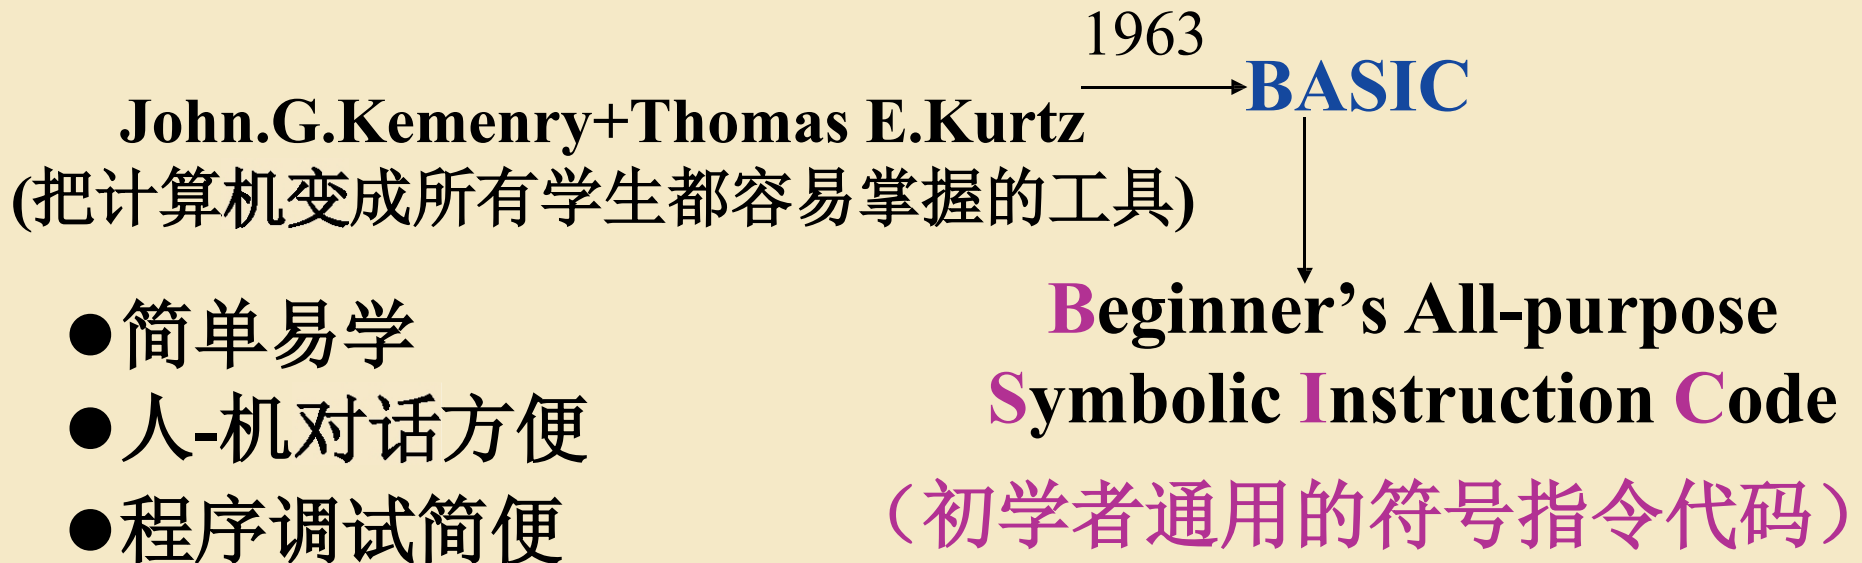 1963
BASIC
John.G.Kemenry+Thomas E.Kurtz
(把计算机变成所有学生都容易掌握的工具)
●简单易学
●人-机对话方便
●程序调试简便
Beginner’s All-purpose
Symbolic Instruction Code
（初学者通用的符号指令代码）